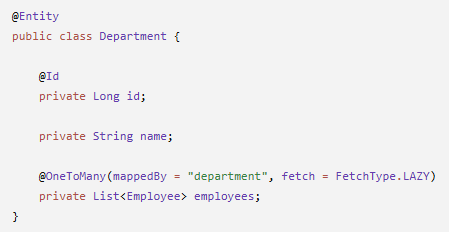 @Entity
public class Department {
@Id
private Long id;
private String name;
@OneToMany(mappedBy = "department", fetch = FetchType.LAZY)
private List<Employee> employees;
}